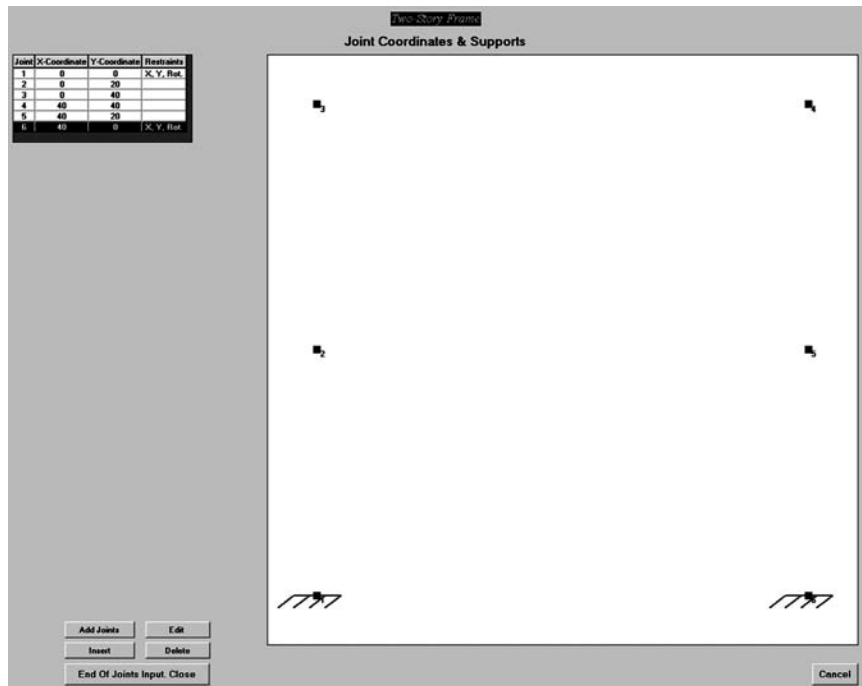 Two-Story Frame
Joint Coordinates & Supports
Joint X-Coordinate Y-Coordinate Restraints
1 0 0 X, Y, Rot.
2 0 20
3 0 40
4 40 40
5 40 20
6 40 0 X, Y, Rot.
3 4
2 5
1 6
Add Joints Edit
Insert Delete
End Of Joints Input. Close
Cancel